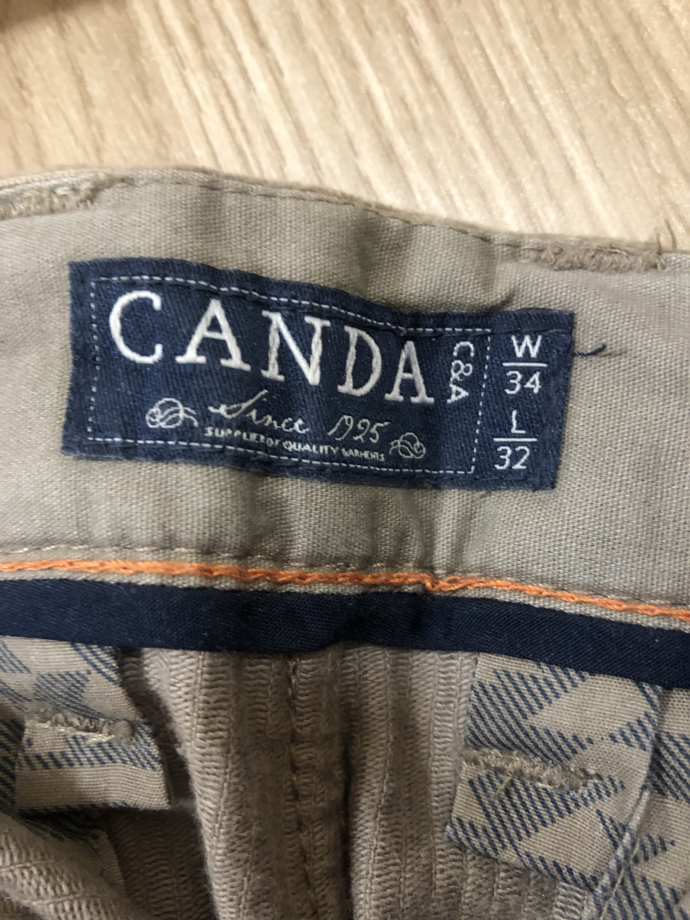 CANDA
C&A
Since 1925
SUPPLIER OF QUALITY GARMENTS
W
34
L
32